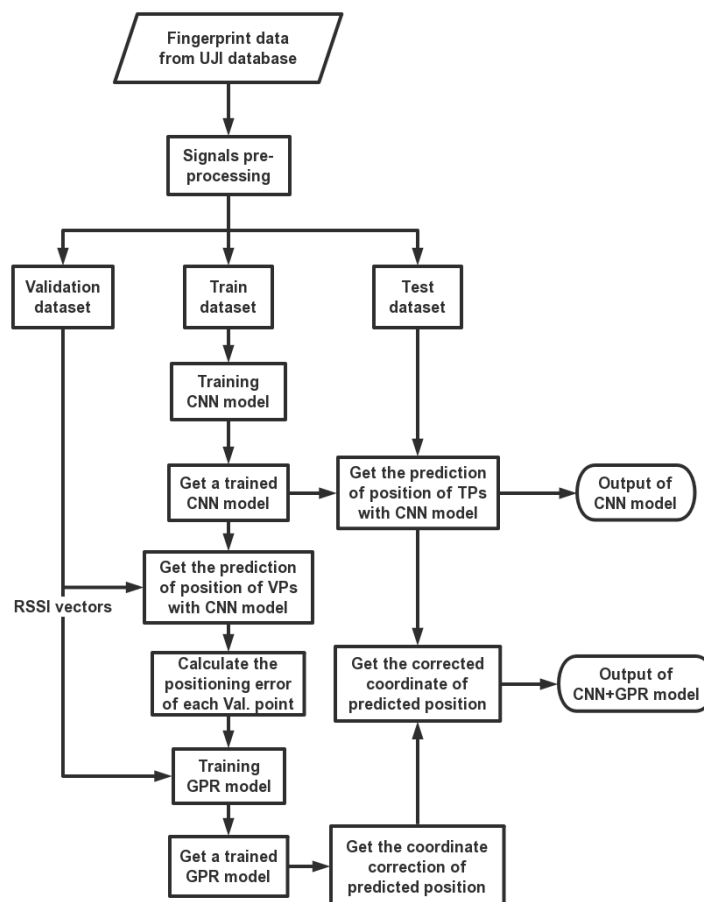 Fingerprint data
from UJI database
Signals pre-
processing
Validation
dataset
Train
dataset
Test
dataset
Training
CNN model
Get a trained
CNN model
Get the prediction
of position of TPs
with CNN model
Output of
CNN model
Get the prediction
of position of VPs
with CNN model
RSSI vectors
Calculate the
positioning error
of each Val. point
Get the corrected
coordinate of
predicted position
Output of
CNN+GPR model
Training
GPR model
Get a trained
GPR model
Get the coordinate
correction of
predicted position